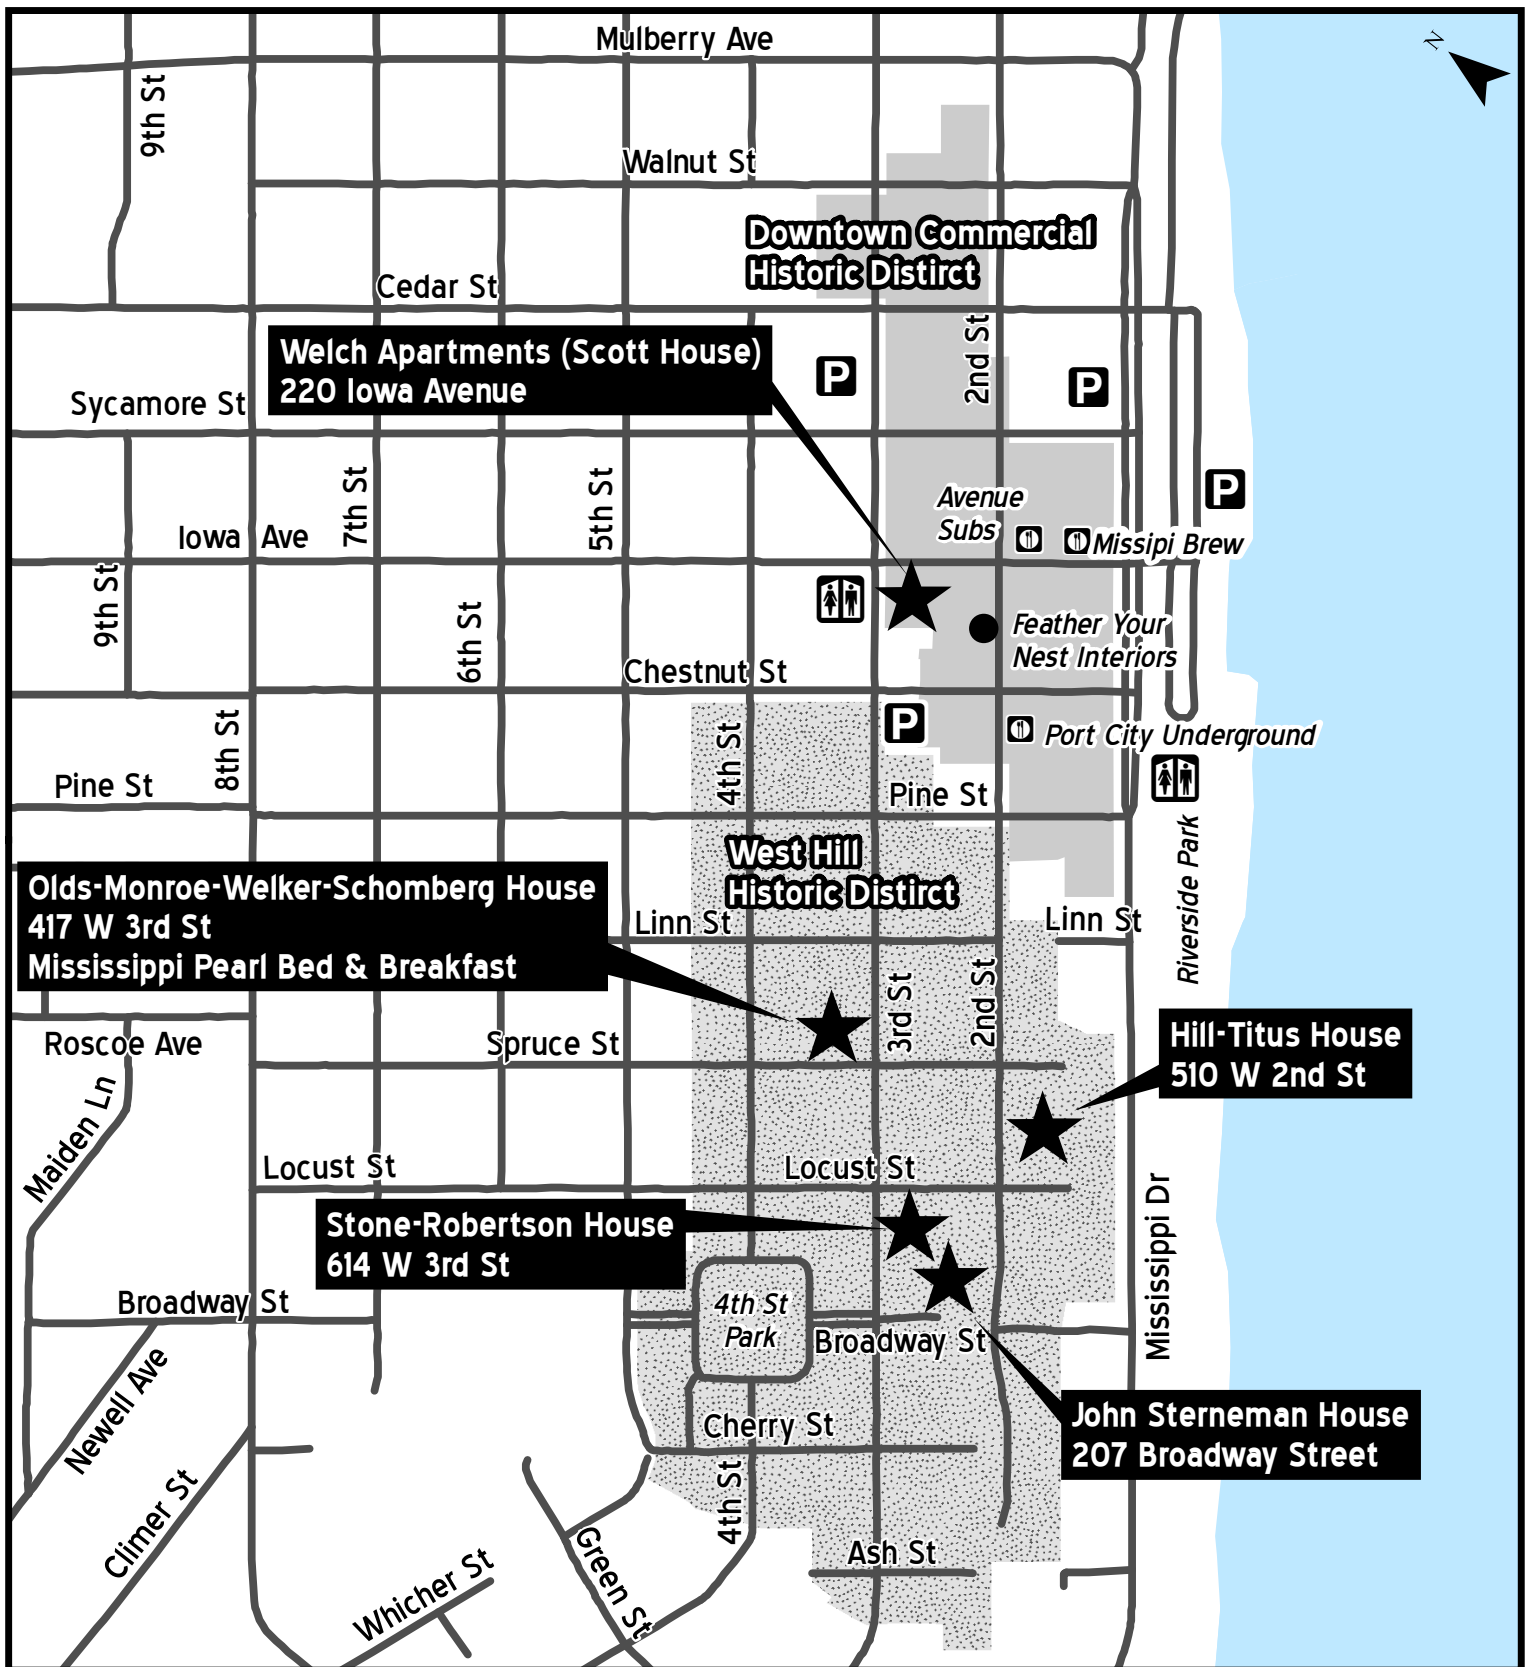 Mulberry Ave
N
9th St
Walnut St
Downtown Commercial
Historic Distirct
Cedar St
Welch Apartments (Scott House)
220 Iowa Avenue
2nd St
P
P
Sycamore St
7th St
5th St
P
Avenue
Subs
Missipi Brew
Iowa Ave
9th St
6th St
Feather Your
Nest Interiors
Chestnut St
8th St
4th St
P
Port City Underground
Pine St
Pine St
Riverside Park
West Hill
Historic Distirct
Olds-Monroe-Welker-Schomberg House
417 W 3rd St
Mississippi Pearl Bed & Breakfast
Linn St
Linn St
3rd St
2nd St
Roscoe Ave
Spruce St
Hill-Titus House
510 W 2nd St
Maiden Ln
Locust St
Locust St
Mississippi Dr
Stone-Robertson House
614 W 3rd St
Broadway St
4th St
Park
Broadway St
Newell Ave
John Sterneman House
207 Broadway Street
Cherry St
Climer St
4th St
Green St
Ash St
Whicher St